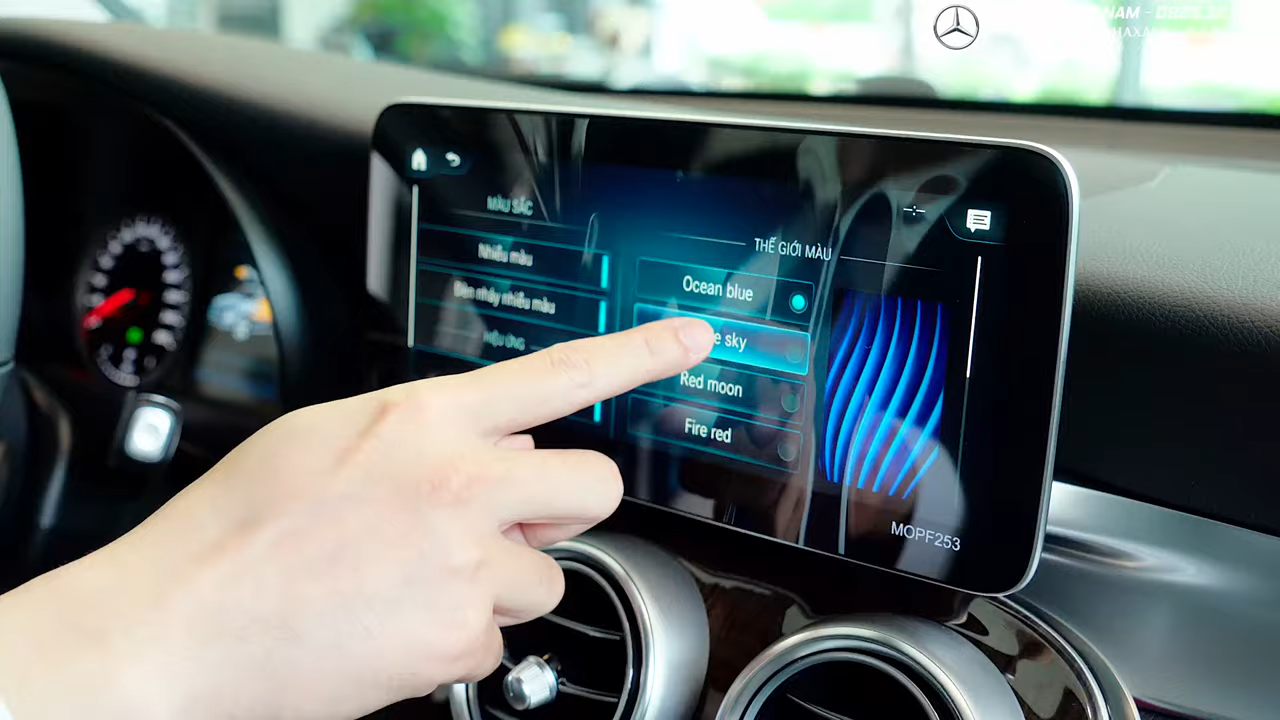 MÀU SẮC
Nhiều màu
Đèn nháy nhiều màu
HIỆU ỨNG
THẾ GIỚI MÀU
Ocean blue
sky
Red moon
Fire red
MOPF253